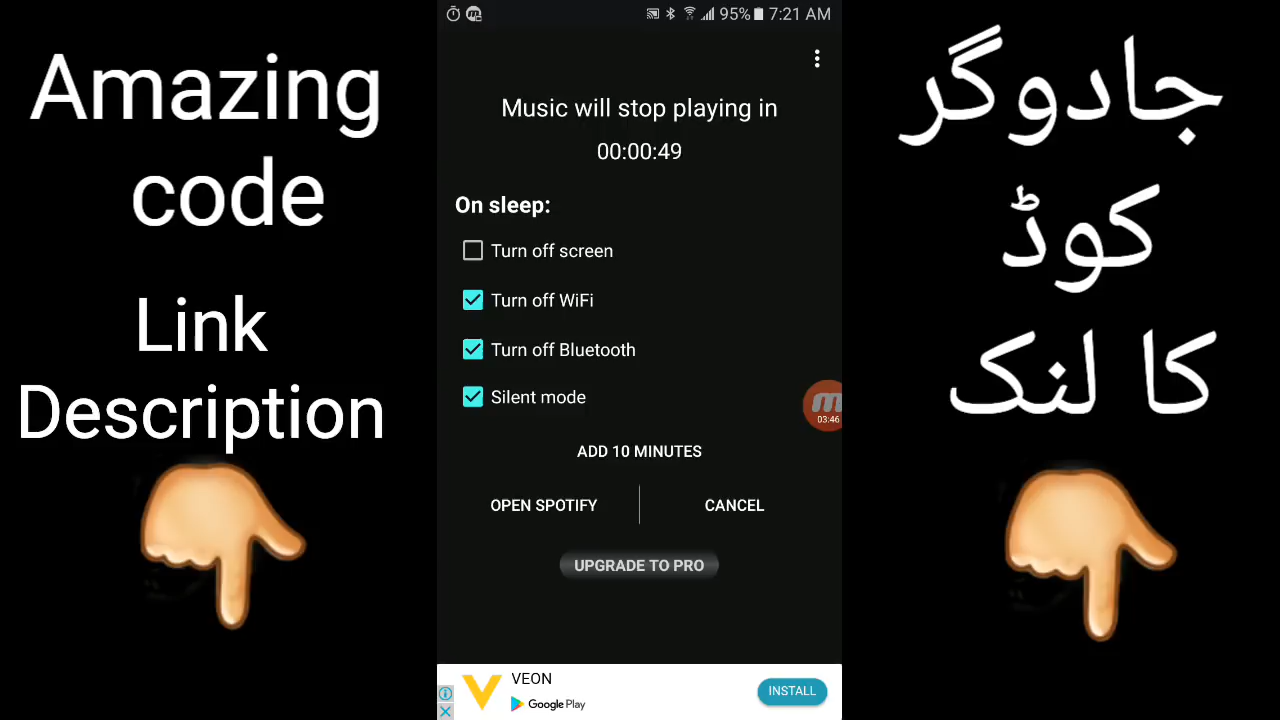 Amazing
code
Link
Description
95% 7:21 AM
Music will stop playing in
00:00:49
On sleep:
Turn off screen
Turn off WiFi
Turn off Bluetooth
Silent mode
03:46
ADD 10 MINUTES
OPEN SPOTIFY
CANCEL
UPGRADE TO PRO
VEON
Google Play
INSTALL
جادوگر
کوڈ
کا لنک